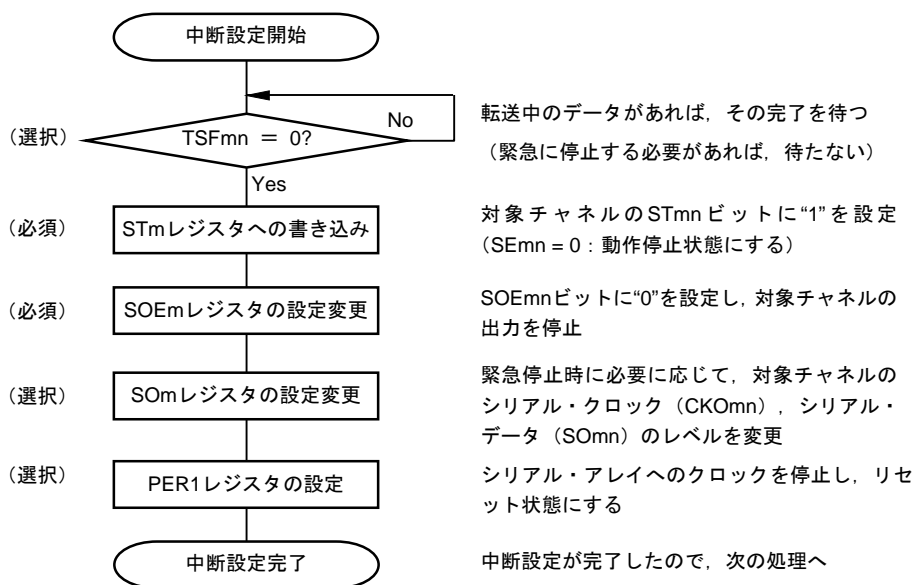 中断設定開始
（選択）
TSFmn ＝ 0?
No
転送中のデータがあれば，その完了を待つ
（緊急に停止する必要があれば，待たない）
Yes
（必須）
STmレジスタへの書き込み
対象チャネルのSTmnビットに“1”を設定
（SEmn = 0：動作停止状態にする）
（必須）
SOEmレジスタの設定変更
SOEmnビットに“0”を設定し，対象チャネルの
出力を停止
（選択）
SOmレジスタの設定変更
緊急停止時に必要に応じて，対象チャネルの
シリアル・クロック（CKOmn），シリアル・
データ（SOmn）のレベルを変更
（選択）
PER1レジスタの設定
シリアル・アレイへのクロックを停止し，リセ
ット状態にする
中断設定完了
中断設定が完了したので，次の処理へ